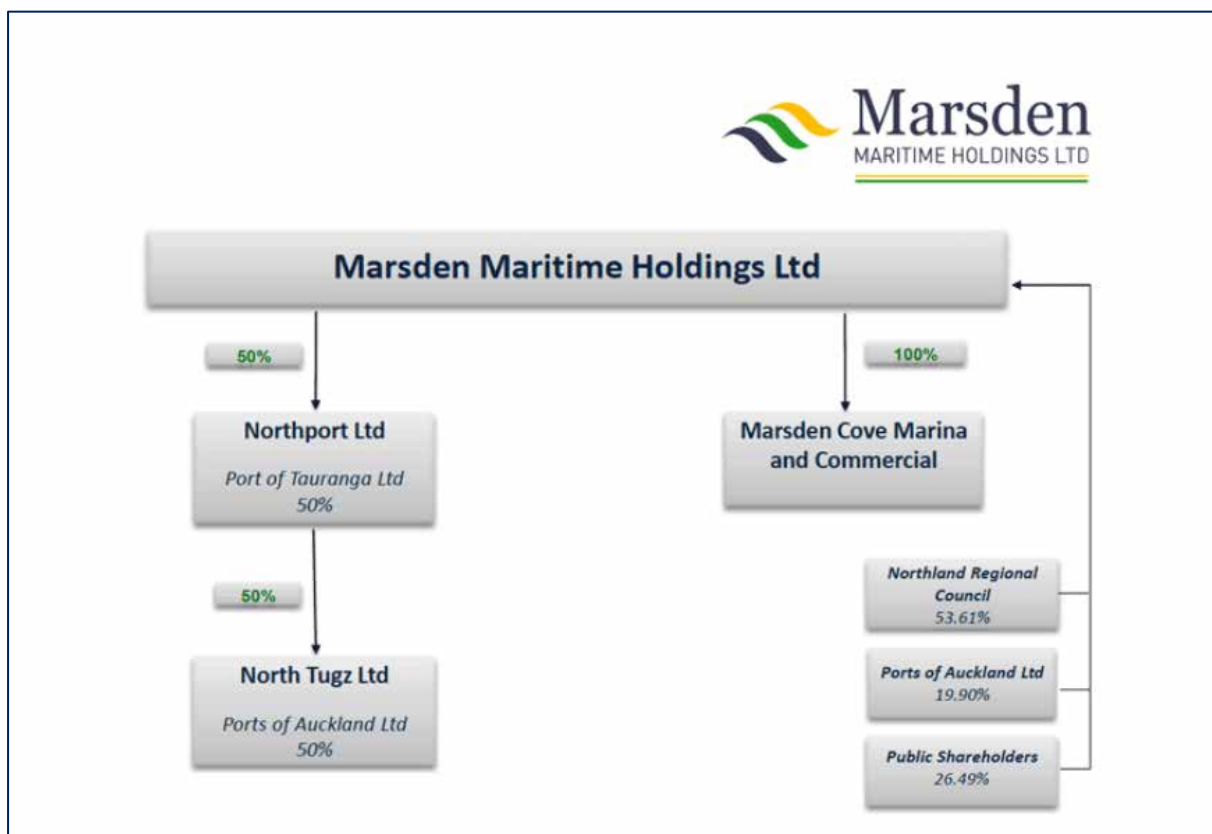 Marsden
MARITIME HOLDINGS LTD
Marsden Maritime Holdings Ltd
50%
100%
Northport Ltd
Port of Tauranga Ltd
50%
Marsden Cove Marina
and Commercial
50%
North Tugz Ltd
Ports of Auckland Ltd
50%
Northland Regional
Council
53.61%
Ports of Auckland Ltd
19.90%
Public Shareholders
26.49%